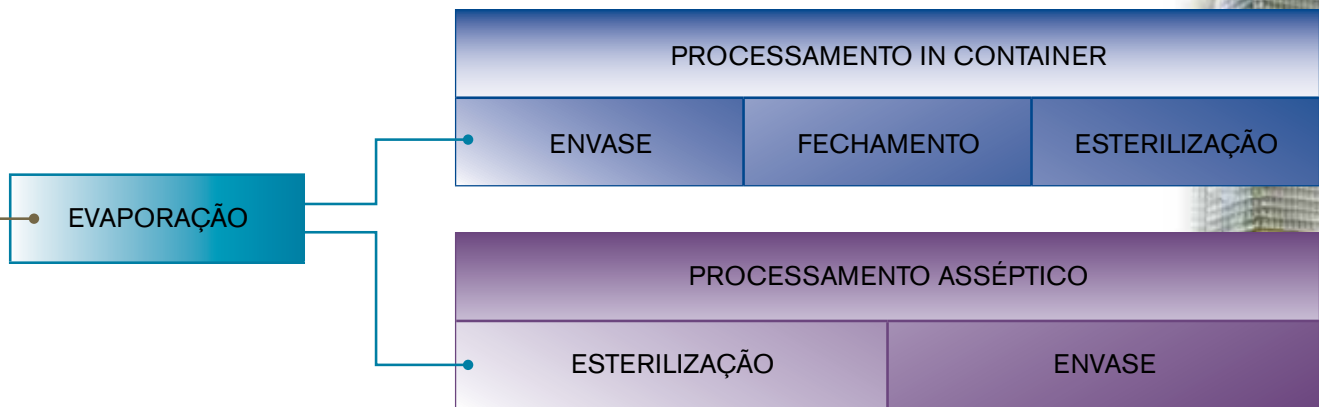 PROCESSAMENTO IN CONTAINER
ENVASE
FECHAMENTO
ESTERILIZAÇÃO
EVAPORAÇÃO
PROCESSAMENTO ASSÉPTICO
ESTERILIZAÇÃO
ENVASE